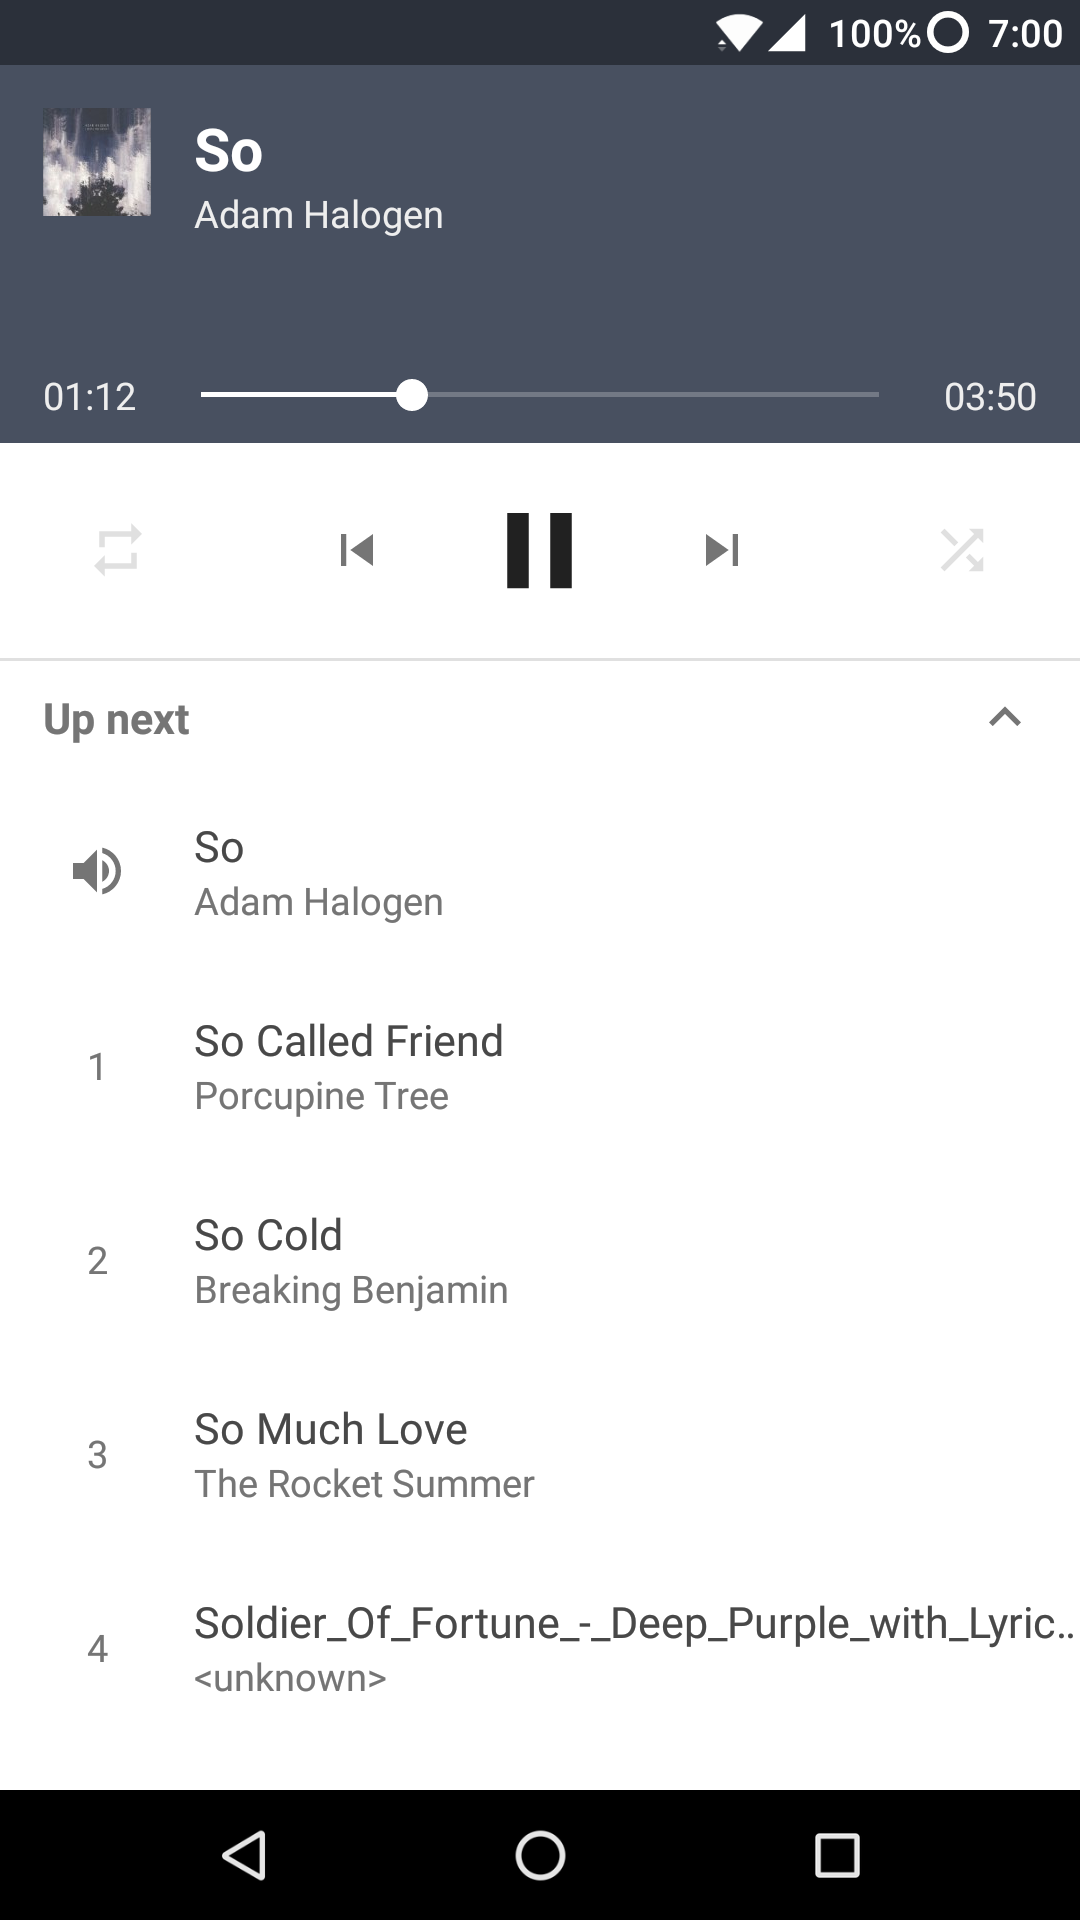 100% 7:00
So
Adam Halogen
01:12 03:50
Up next
So
Adam Halogen
1 So Called Friend
Porcupine Tree
2 So Cold
Breaking Benjamin
3 So Much Love
The Rocket Summer
4 Soldier_Of_Fortune_-_Deep_Purple_with_Lyric..
<unknown>